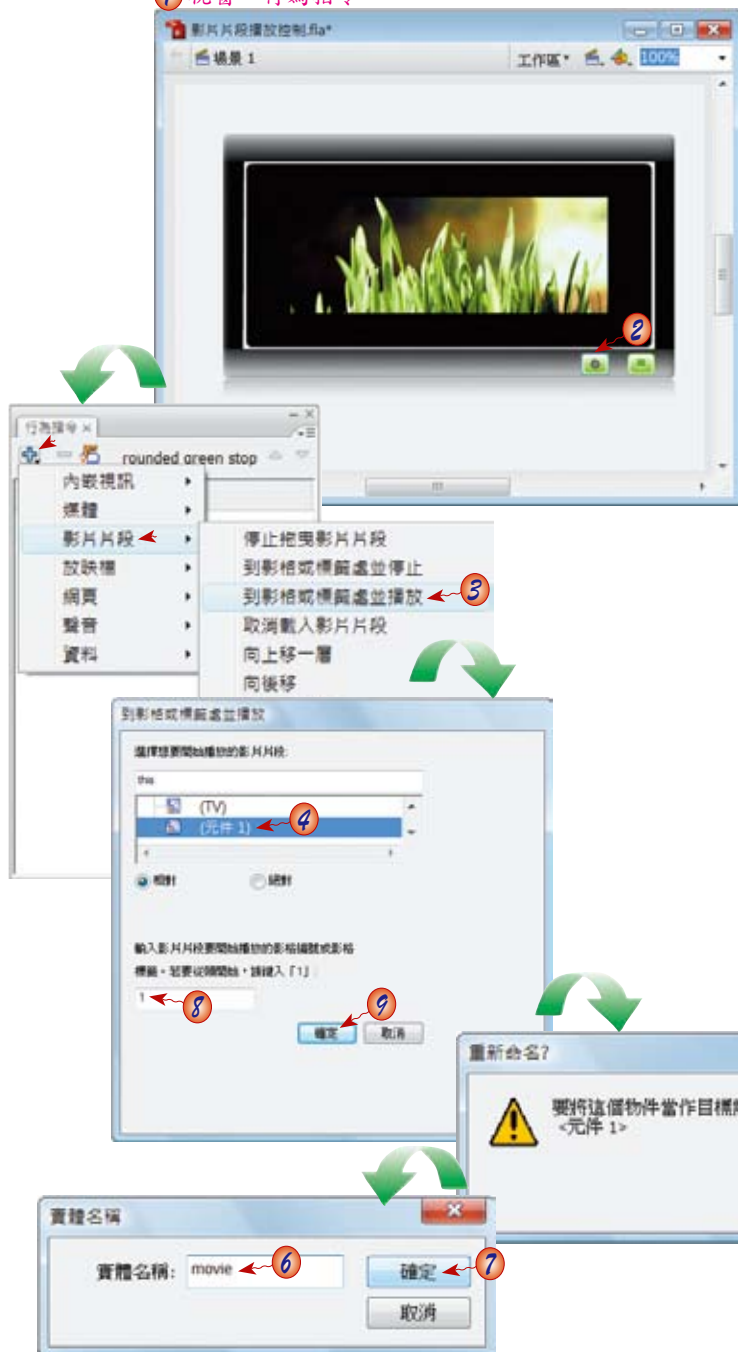 1 視窗 \ 行為指令
影片片段播放控制.fla*
場景 1 工作區 100%
2
行為指令 ×
rounded green stop
內嵌視訊
媒體
影片片段
放映檔
網頁
聲音
資料
停止拖曳影片片段
到影格或標籤處並停止
到影格或標籤處並播放 3
取消載入影片片段
向上移一層
向後移
到影格或標籤處並播放
選擇想要開始播放的影片片段:
this
(TV)
(元件 1) 4
相對 絕對
輸入影片片段要開始播放的影格編號或影格
標籤。若要從頭開始,請鍵入「1」:
1 8
9
確定 取消
重新命名?
要將這個物件當作目標
<元件 1>
實體名稱
實體名稱: movie 6 確定 7
取消